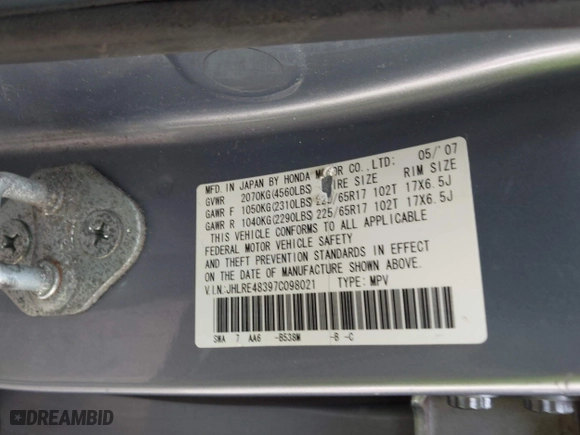 MFD. IN JAPAN BY HONDA MOTOR CO., LTD: 05/'07
GVWR 2070KG(4560LBS) TIRE SIZE RIM SIZE
GAWR F 1050KG(2310LBS) 225/65R17 102T 17X6.5J
GAWR R 1040KG(2290LBS) 225/65R17 102T 17X6.5J
THIS VEHICLE CONFORMS TO ALL APPLICABLE
FEDERAL MOTOR VEHICLE SAFETY
AND THEFT PREVENTION STANDARDS IN EFFECT
ON THE DATE OF MANUFACTURE SHOWN ABOVE.
V.I.N:JHLRE48397C098021 TYPE: MPV
SWA 7 AA6 -B538M -B -C
DREAMBID